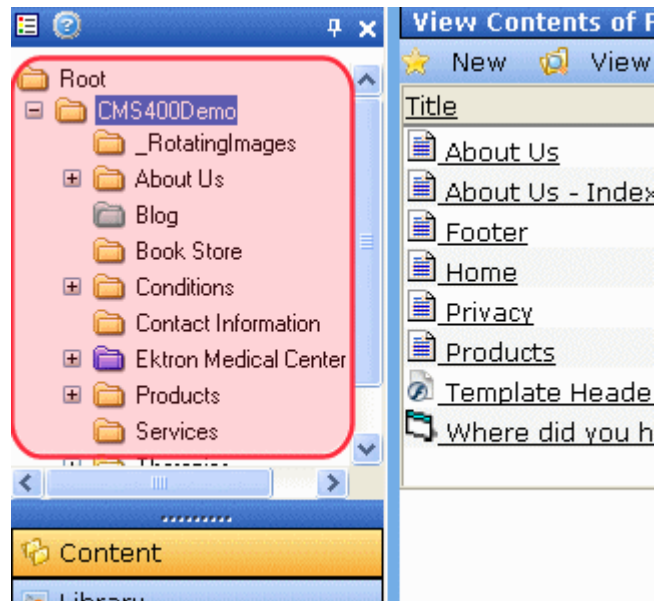 View Contents of F
New View
Root
CMS400Demo
_RotatingImages
About Us
Blog
Book Store
Conditions
Contact Information
Ektron Medical Center
Products
Services
Content
Library
Title
About Us
About Us - Index
Footer
Home
Privacy
Products
Template Heade
Where did you h